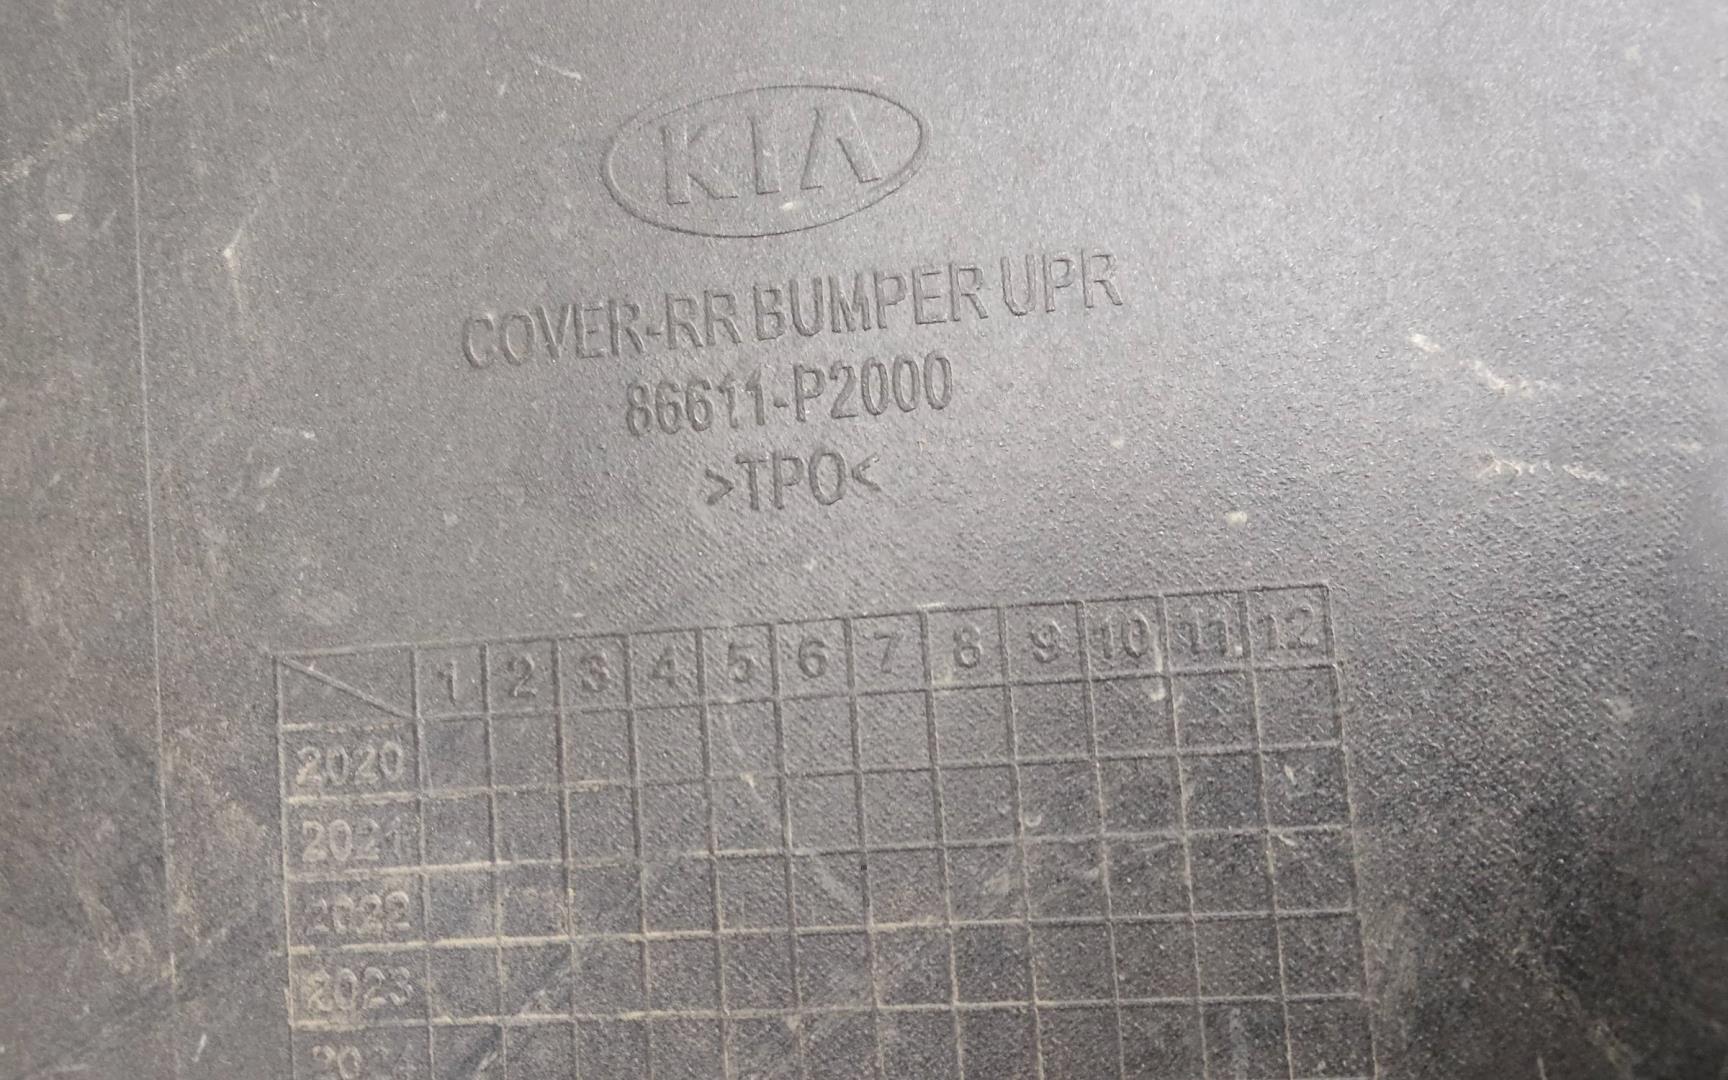 KIA
COVER-RR BUMPER UPR
86611-P2000
>TPO<
1 2 3 4 5 6 7 8 9 10 11 12
2020
2021
2022
2023